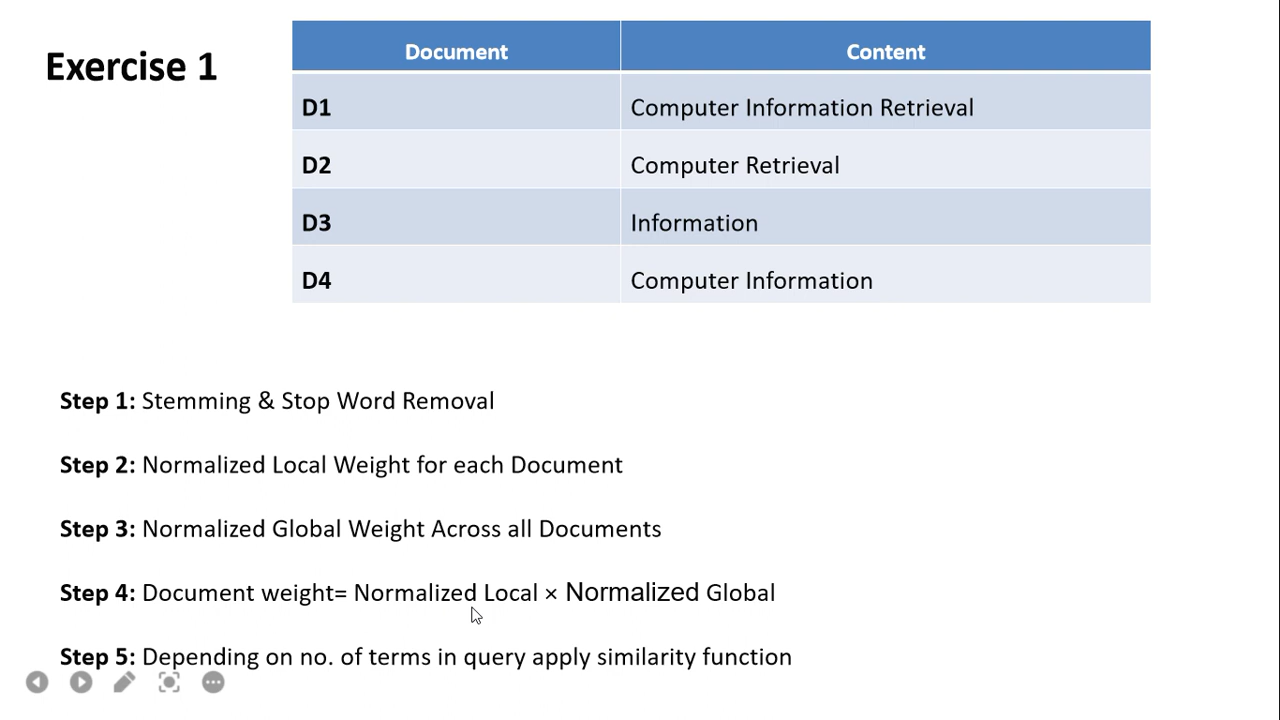 Exercise 1
Document Content
D1 Computer Information Retrieval
D2 Computer Retrieval
D3 Information
D4 Computer Information
Step 1: Stemming & Stop Word Removal
Step 2: Normalized Local Weight for each Document
Step 3: Normalized Global Weight Across all Documents
Step 4: Document weight= Normalized Local × Normalized Global
Step 5: Depending on no. of terms in query apply similarity function